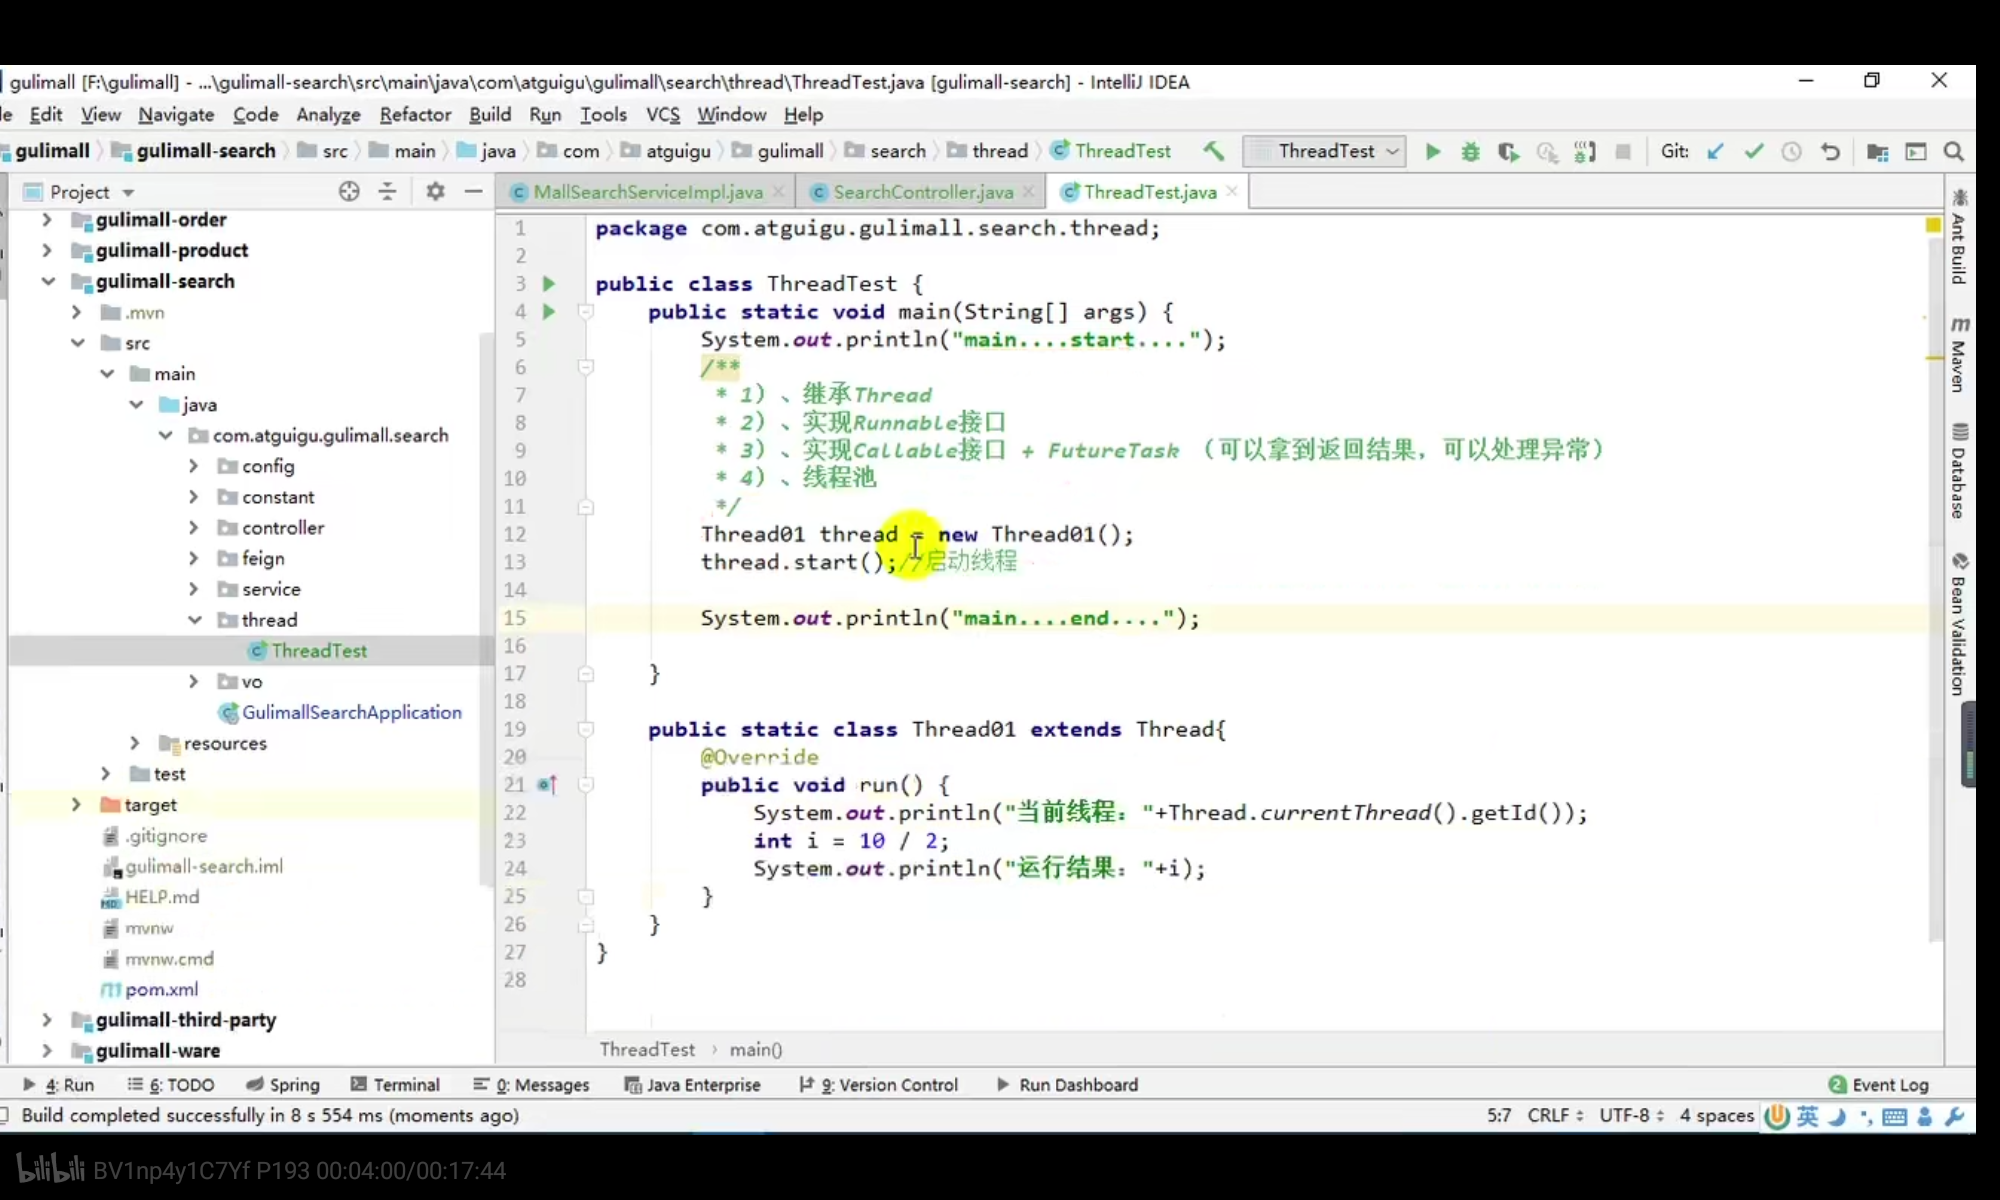 gulimall [F:\gulimall] - ...\gulimall-search\src\main\java\com\atguigu\gulimall\search\thread\ThreadTest.java [gulimall-search] - IntelliJ IDEA
Edit View Navigate Code Analyze Refactor Build Run Tools VCS Window Help
gulimall gulimall-search src main java com atguigu gulimall search thread ThreadTest ThreadTest Git:
Project MallSearchServiceImpl.java SearchController.java ThreadTest.java
gulimall-order
gulimall-product
gulimall-search
.mvn
src
main
java
com.atguigu.gulimall.search
config
constant
controller
feign
service
thread
ThreadTest
vo
GulimallSearchApplication
resources
test
target
.gitignore
gulimall-search.iml
HELP.md
mvnw
mvnw.cmd
pom.xml
gulimall-third-party
gulimall-ware
1 package com.atguigu.gulimall.search.thread;
2
3 public class ThreadTest {
4 public static void main(String[] args) {
5 System.out.println("main....start....");
6 /**
7 * 1）、继承Thread
8 * 2）、实现Runnable接口
9 * 3）、实现Callable接口 + FutureTask （可以拿到返回结果，可以处理异常）
10 * 4）、线程池
11 */
12 Thread01 thread = new Thread01();
13 thread.start();//启动线程
14
15 System.out.println("main....end....");
16
17 }
18
19 public static class Thread01 extends Thread{
20 @Override
21 public void run() {
22 System.out.println("当前线程："+Thread.currentThread().getId());
23 int i = 10 / 2;
24 System.out.println("运行结果："+i);
25 }
26 }
27 }
28
ThreadTest main()
Ant Build
Maven
Database
Bean Validation
4: Run 6: TODO Spring Terminal 0: Messages Java Enterprise 9: Version Control Run Dashboard 2 Event Log
Build completed successfully in 8 s 554 ms (moments ago) 5:7 CRLF UTF-8 4 spaces 英
bilibili BV1np4y1C7Yf P193 00:04:00/00:17:44